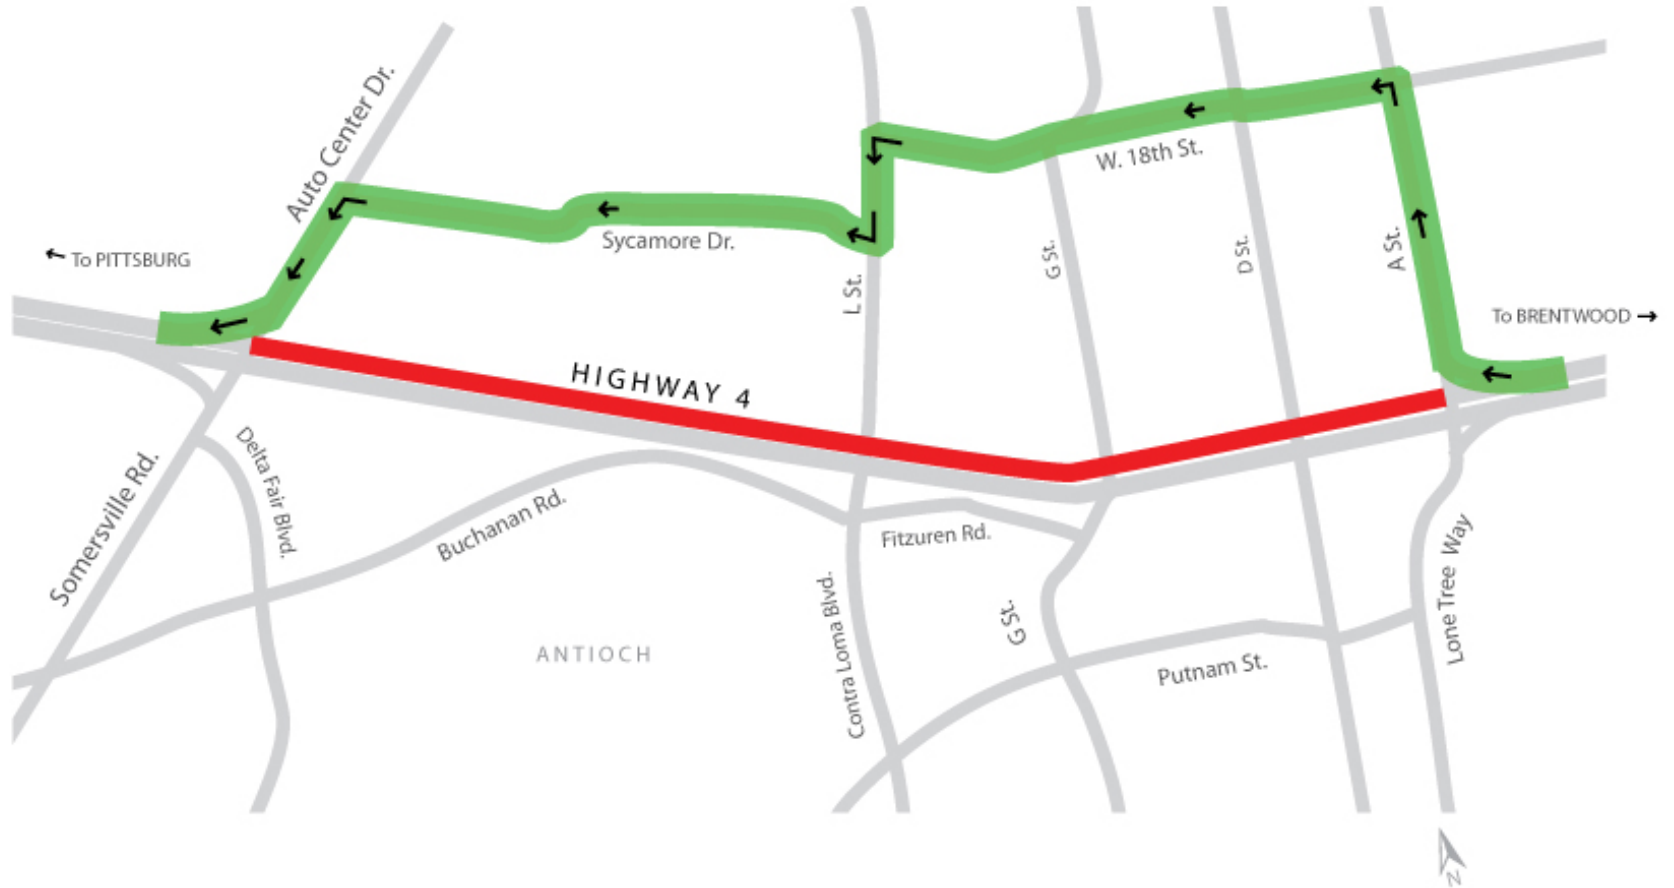 Auto Center Dr.
W. 18th St.
← To PITTSBURG
Sycamore Dr.
L St.
G St.
D St.
A St.
To BRENTWOOD →
HIGHWAY 4
Somersville Rd.
Delta Fair Blvd.
Buchanan Rd.
Fitzuren Rd.
Lone Tree Way
Contra Loma Blvd.
G St.
ANTIOCH
Putnam St.
N